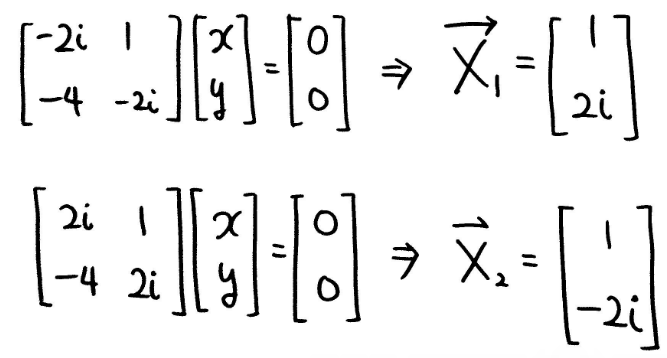 [-2i 1; -4 -2i] [x; y] = [0; 0] ⇒ X⃗₁ = [1; 2i]
[2i 1; -4 2i] [x; y] = [0; 0] ⇒ X⃗₂ = [1; -2i]